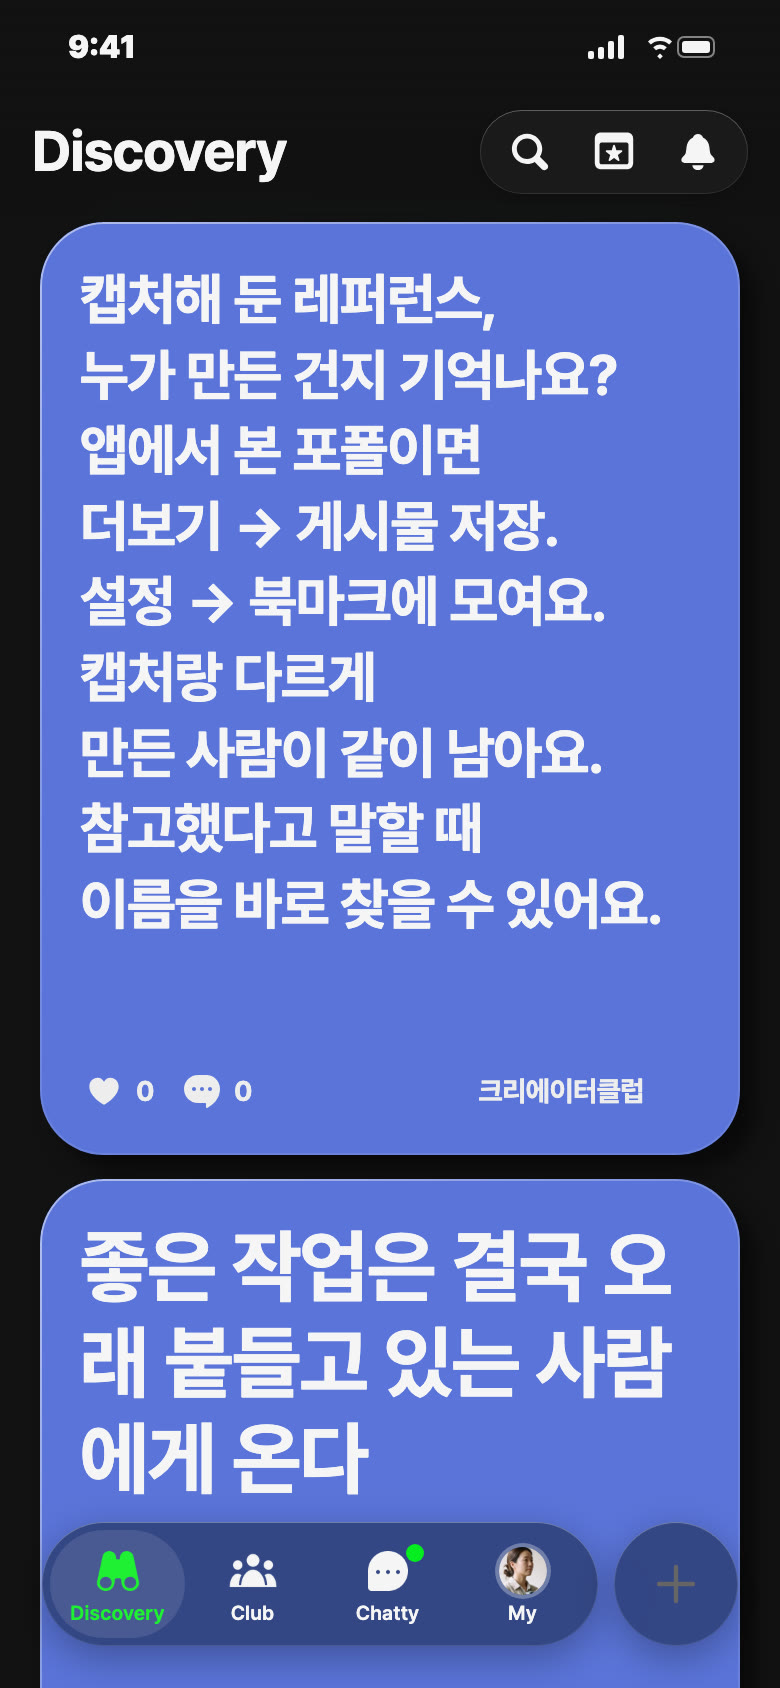 9:41
Discovery
캡처해 둔 레퍼런스,
누가 만든 건지 기억나요?
앱에서 본 포폴이면
더보기 → 게시물 저장.
설정 → 북마크에 모여요.
캡처랑 다르게
만든 사람이 같이 남아요.
참고했다고 말할 때
이름을 바로 찾을 수 있어요.
0 0 크리에이터클럽
좋은 작업은 결국 오
래 붙들고 있는 사람
에게 온다
Discovery Club Chatty My